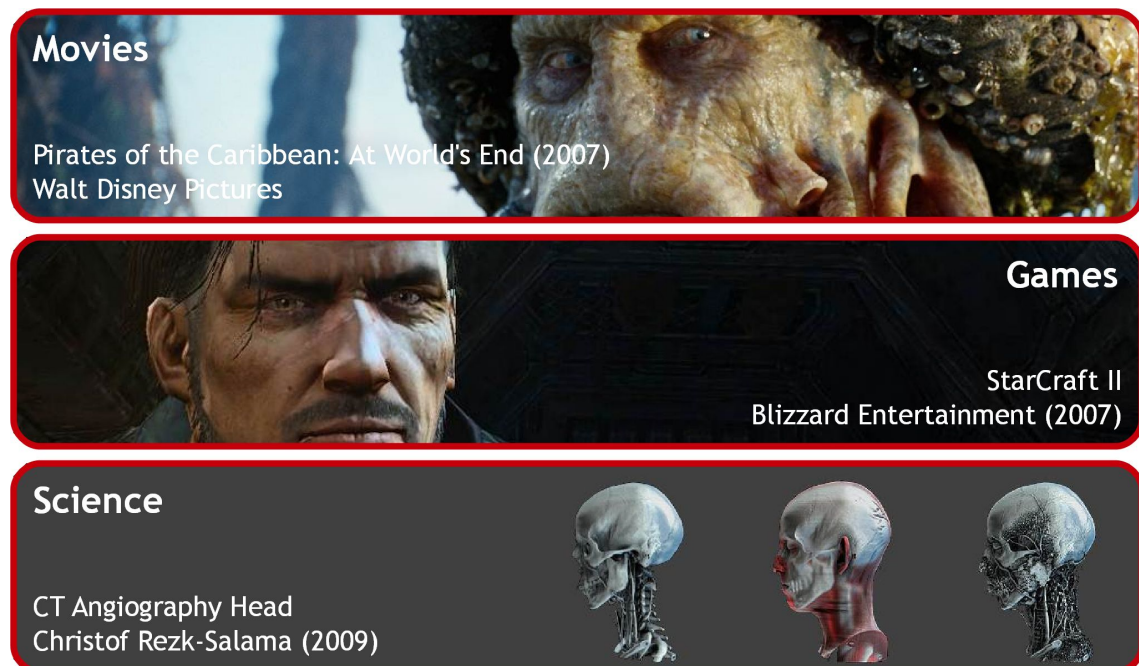 Movies
Pirates of the Caribbean: At World's End (2007)
Walt Disney Pictures
Games
StarCraft II
Blizzard Entertainment (2007)
Science
CT Angiography Head
Christof Rezk-Salama (2009)